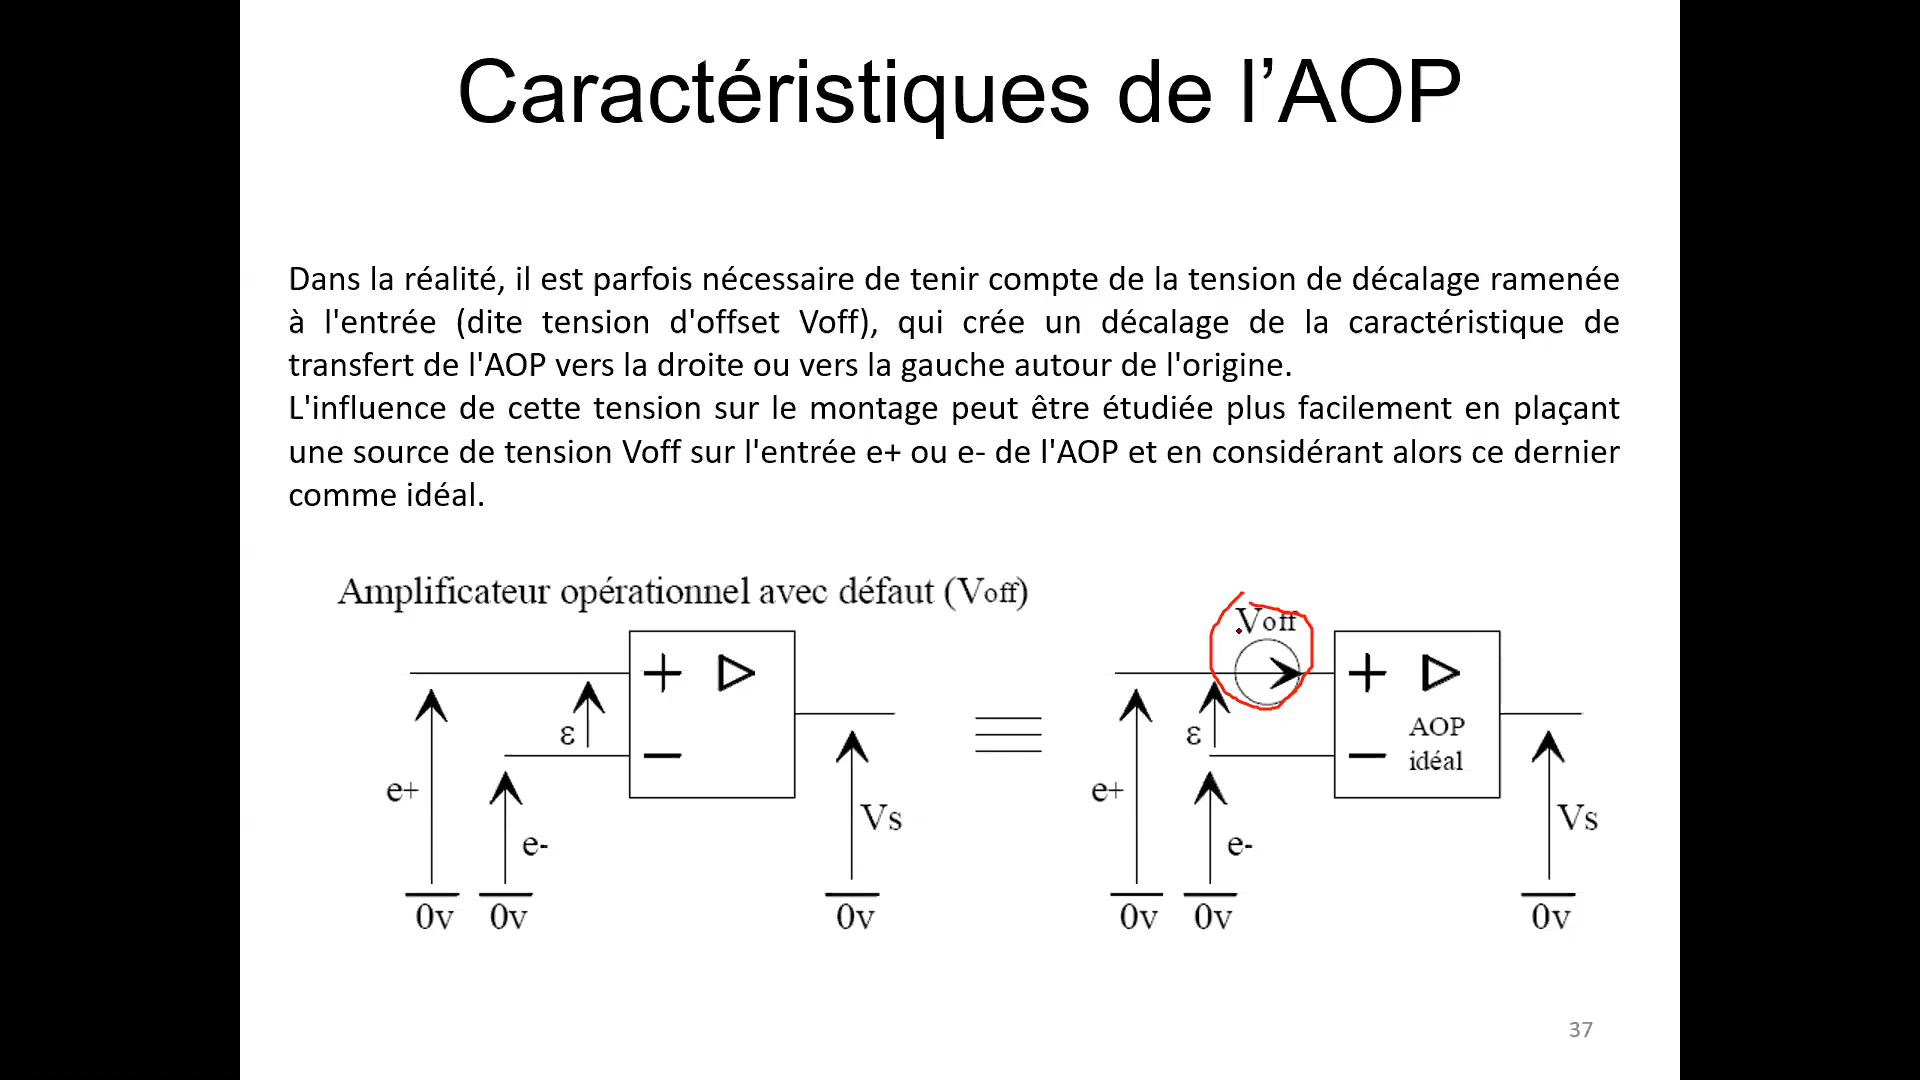 Caractéristiques de l’AOP
Dans la réalité, il est parfois nécessaire de tenir compte de la tension de décalage ramenée
à l'entrée (dite tension d'offset Voff), qui crée un décalage de la caractéristique de
transfert de l'AOP vers la droite ou vers la gauche autour de l'origine.
L'influence de cette tension sur le montage peut être étudiée plus facilement en plaçant
une source de tension Voff sur l'entrée e+ ou e- de l'AOP et en considérant alors ce dernier
comme idéal.
Amplificateur opérationnel avec défaut (Voff)
+
ε
-
e+
e-
Vs
0v
0v
0v
Voff
+
ε
-
AOP
idéal
e+
e-
Vs
0v
0v
0v
37